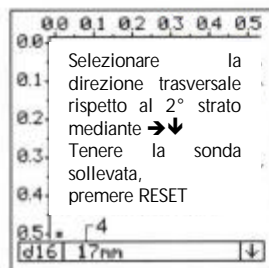 0.0 0.1 0.2 0.3 0.4 0.5
0.0
Selezionare la
direzione trasversale
rispetto al 2° strato
mediante →↓
Tenere la sonda
sollevata,
premere RESET
0.1
0.2
0.3
0.4
0.5
4
d16 17mm ↓